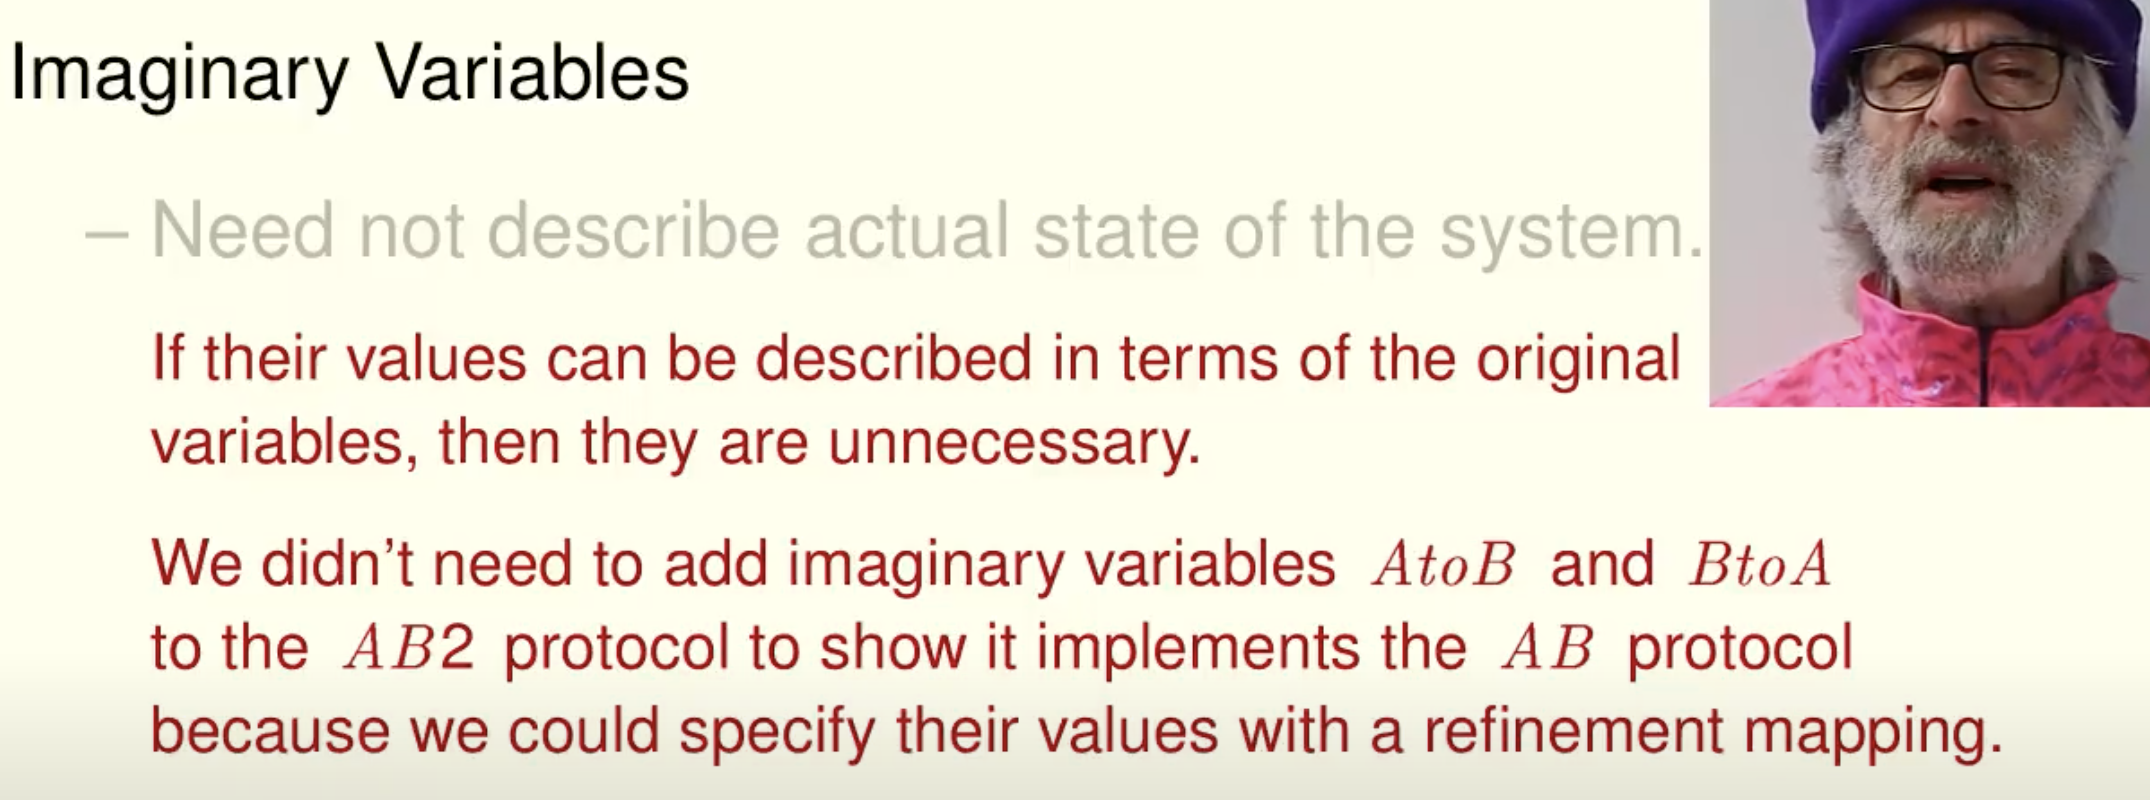 Imaginary Variables
– Need not describe actual state of the system.
If their values can be described in terms of the original
variables, then they are unnecessary.
We didn't need to add imaginary variables AtoB and BtoA
to the AB2 protocol to show it implements the AB protocol
because we could specify their values with a refinement mapping.